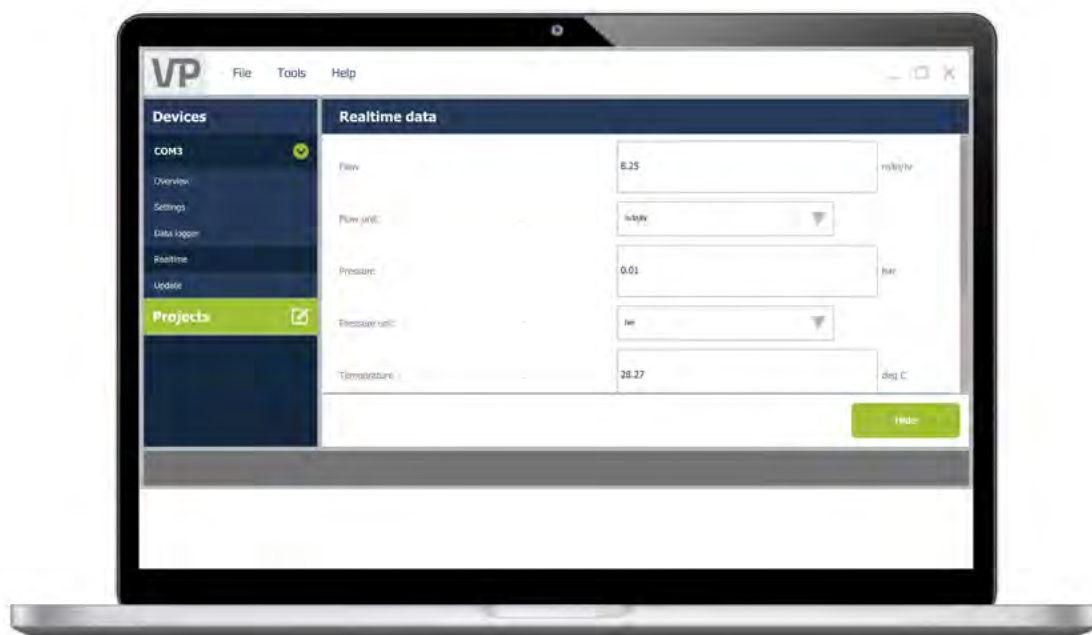 VP File Tools Help
Devices
COM3
Overview
Settings
Data logger
Realtime
Update
Projects
Realtime data
Flow 8.25
Flow unit:
Pressure 0.01 bar
Pressure unit: bar
Temperature 28.27 deg C